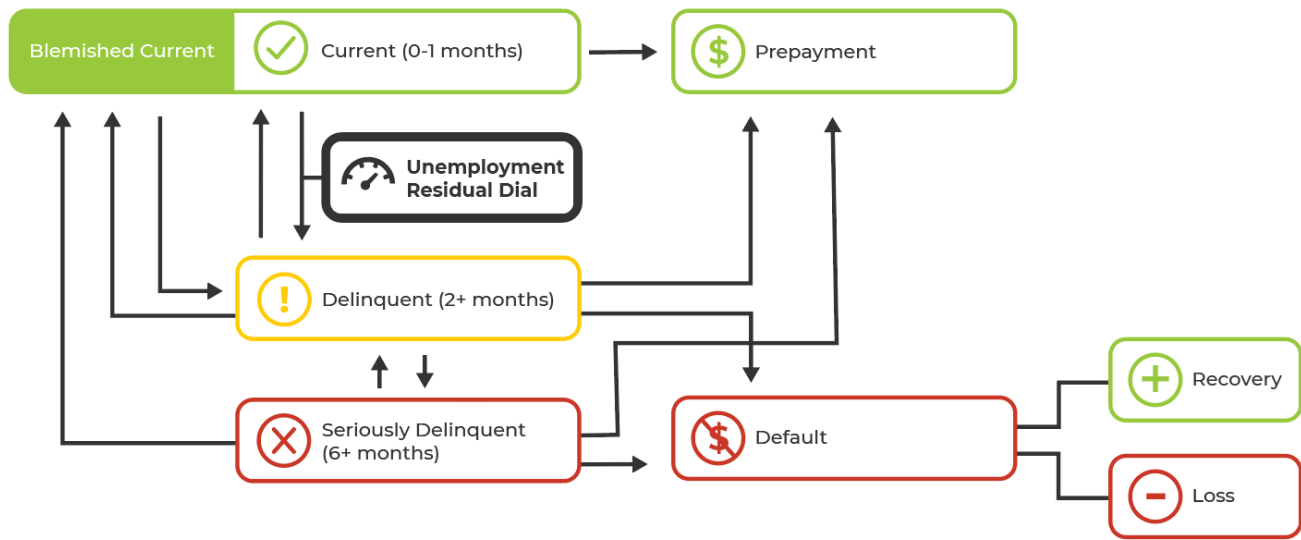 Blemished Current
Current (0-1 months)
Prepayment
Unemployment
Residual Dial
Delinquent (2+ months)
Seriously Delinquent
(6+ months)
Default
Recovery
Loss